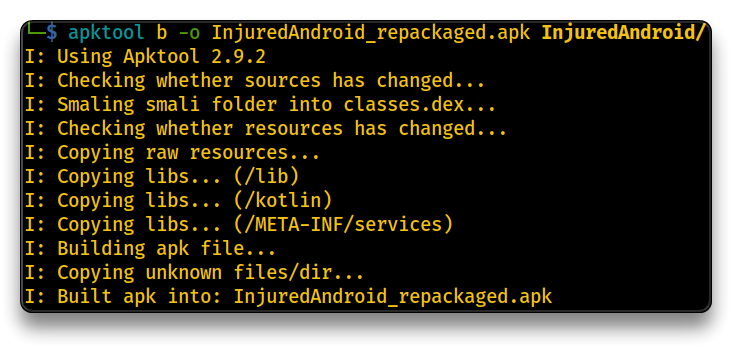 └─$ apktool b -o InjuredAndroid_repackaged.apk InjuredAndroid/
I: Using Apktool 2.9.2
I: Checking whether sources has changed...
I: Smaling smali folder into classes.dex...
I: Checking whether resources has changed...
I: Copying raw resources...
I: Copying libs... (/lib)
I: Copying libs... (/kotlin)
I: Copying libs... (/META-INF/services)
I: Building apk file...
I: Copying unknown files/dir...
I: Built apk into: InjuredAndroid_repackaged.apk